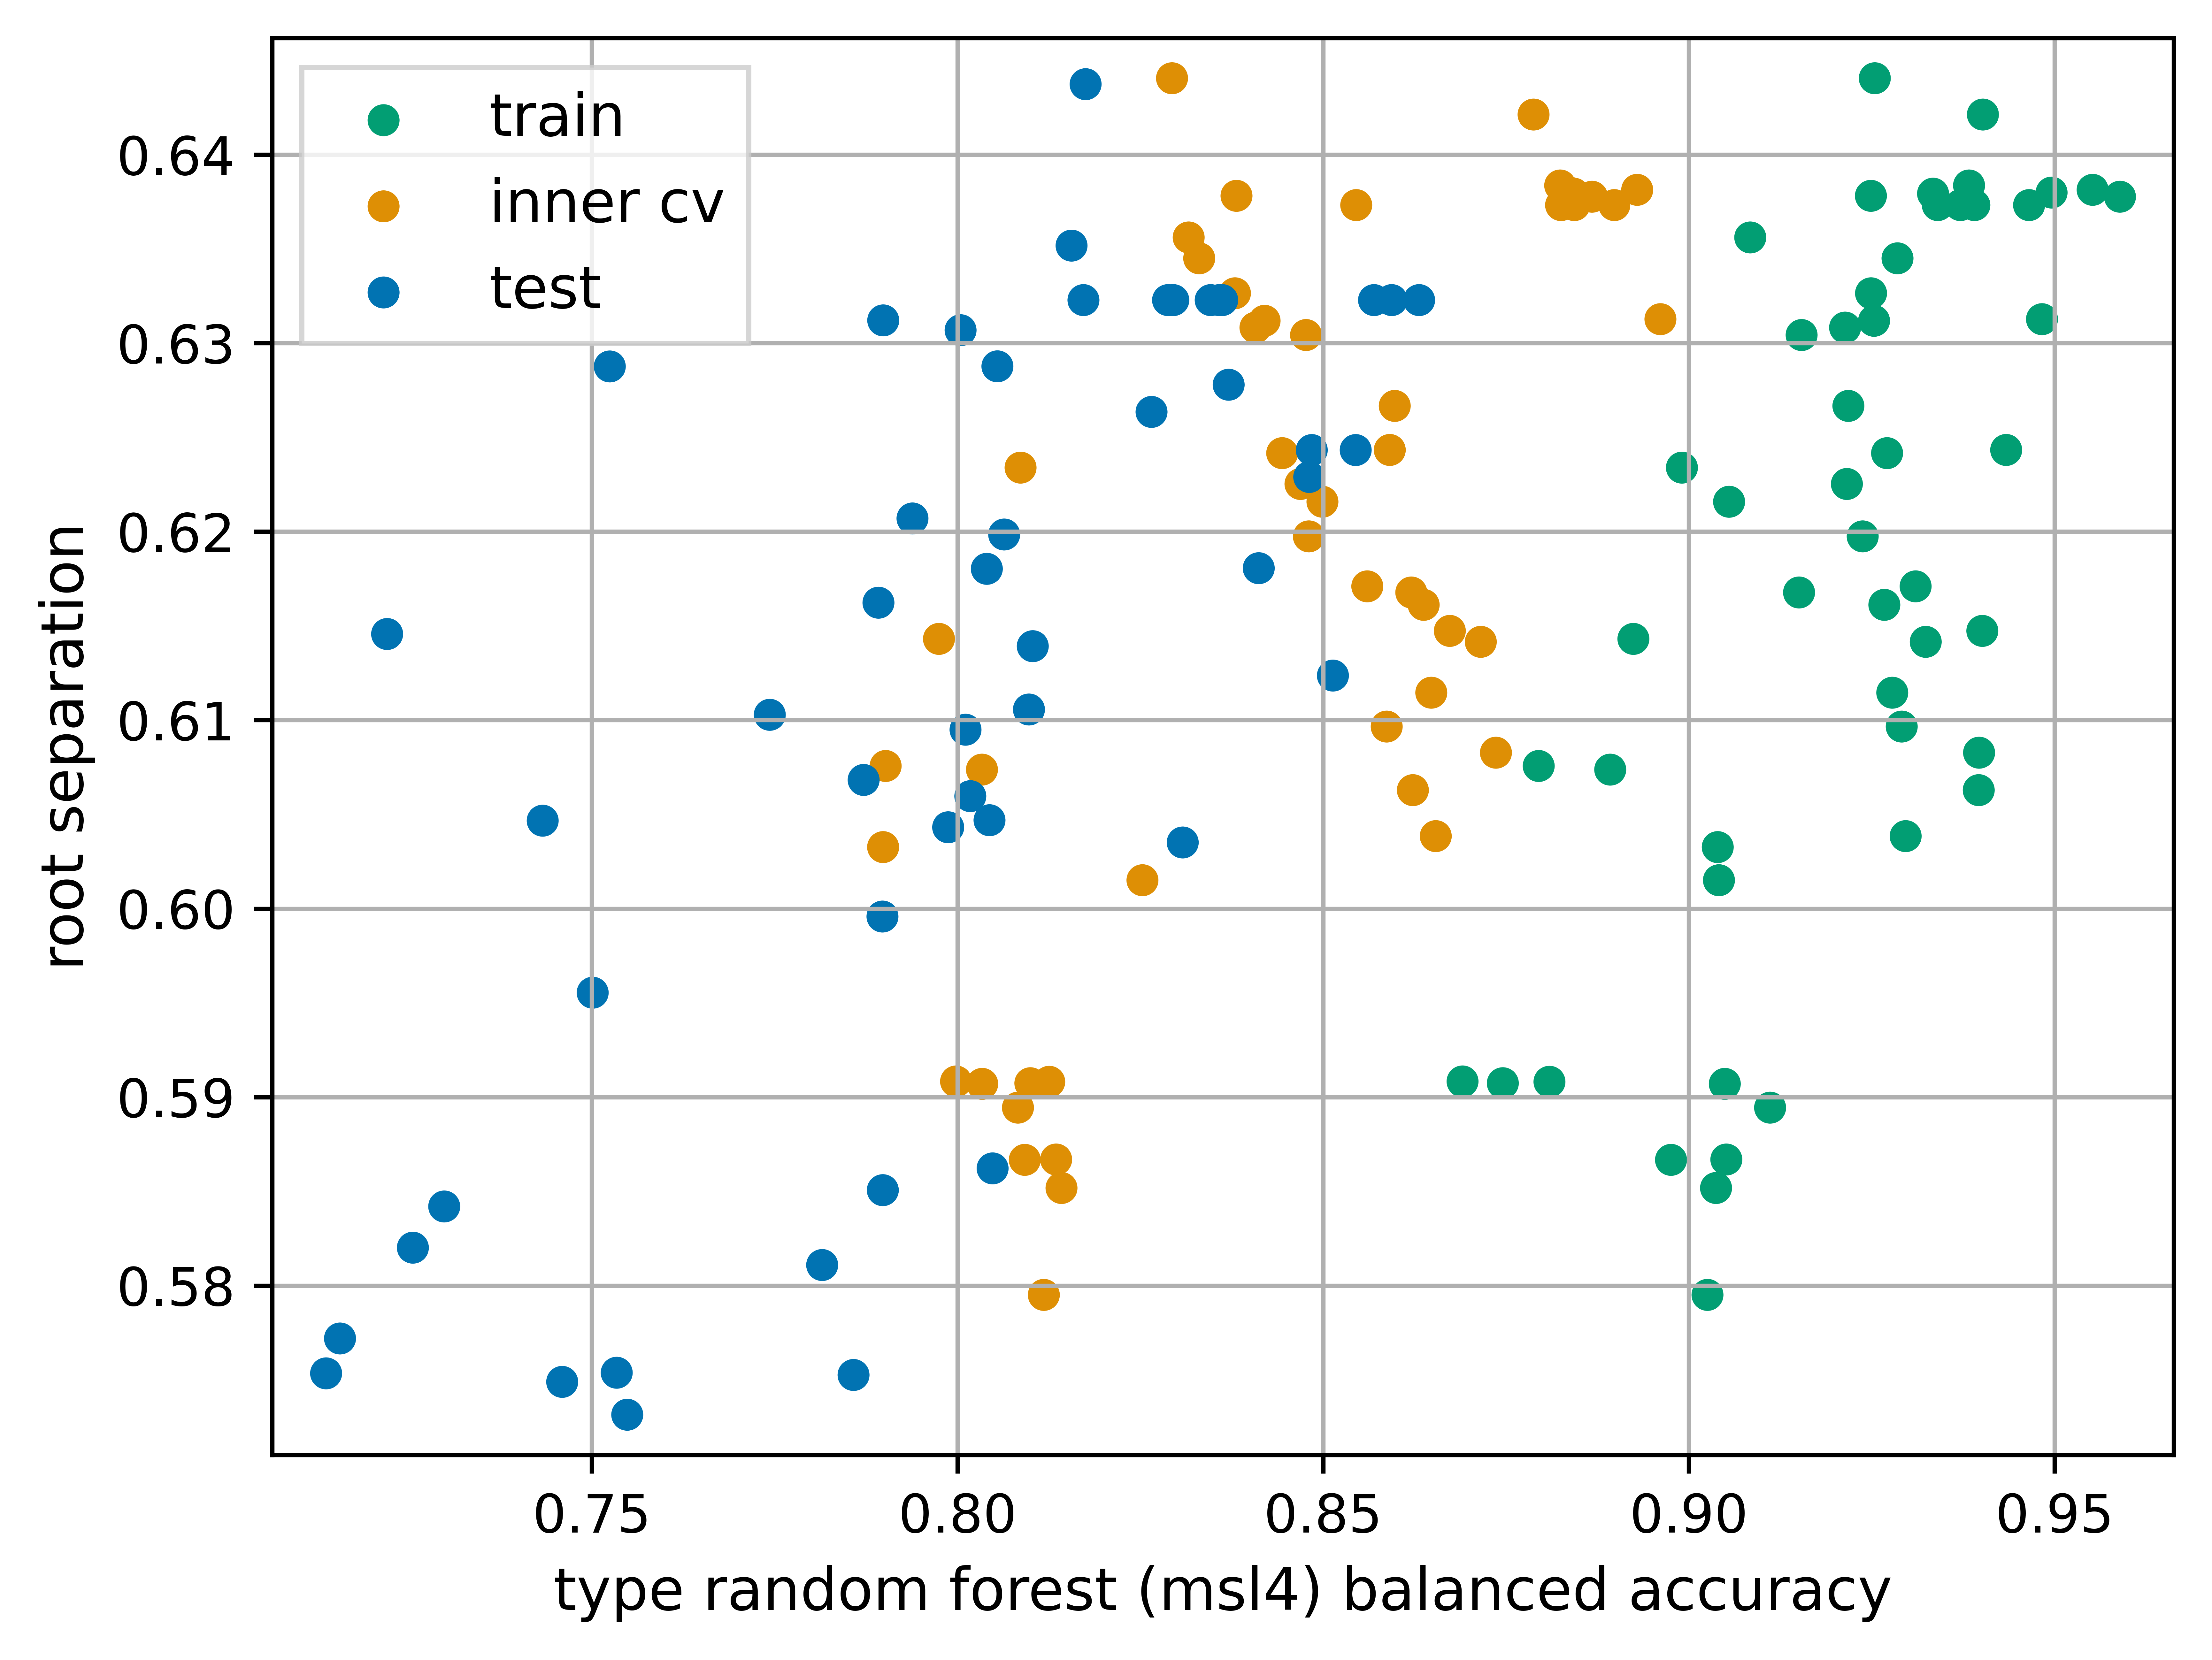 train
inner cv
test
0.64
0.63
0.62
0.61
0.60
0.59
0.58
root separation
0.75 0.80 0.85 0.90 0.95
type random forest (msl4) balanced accuracy